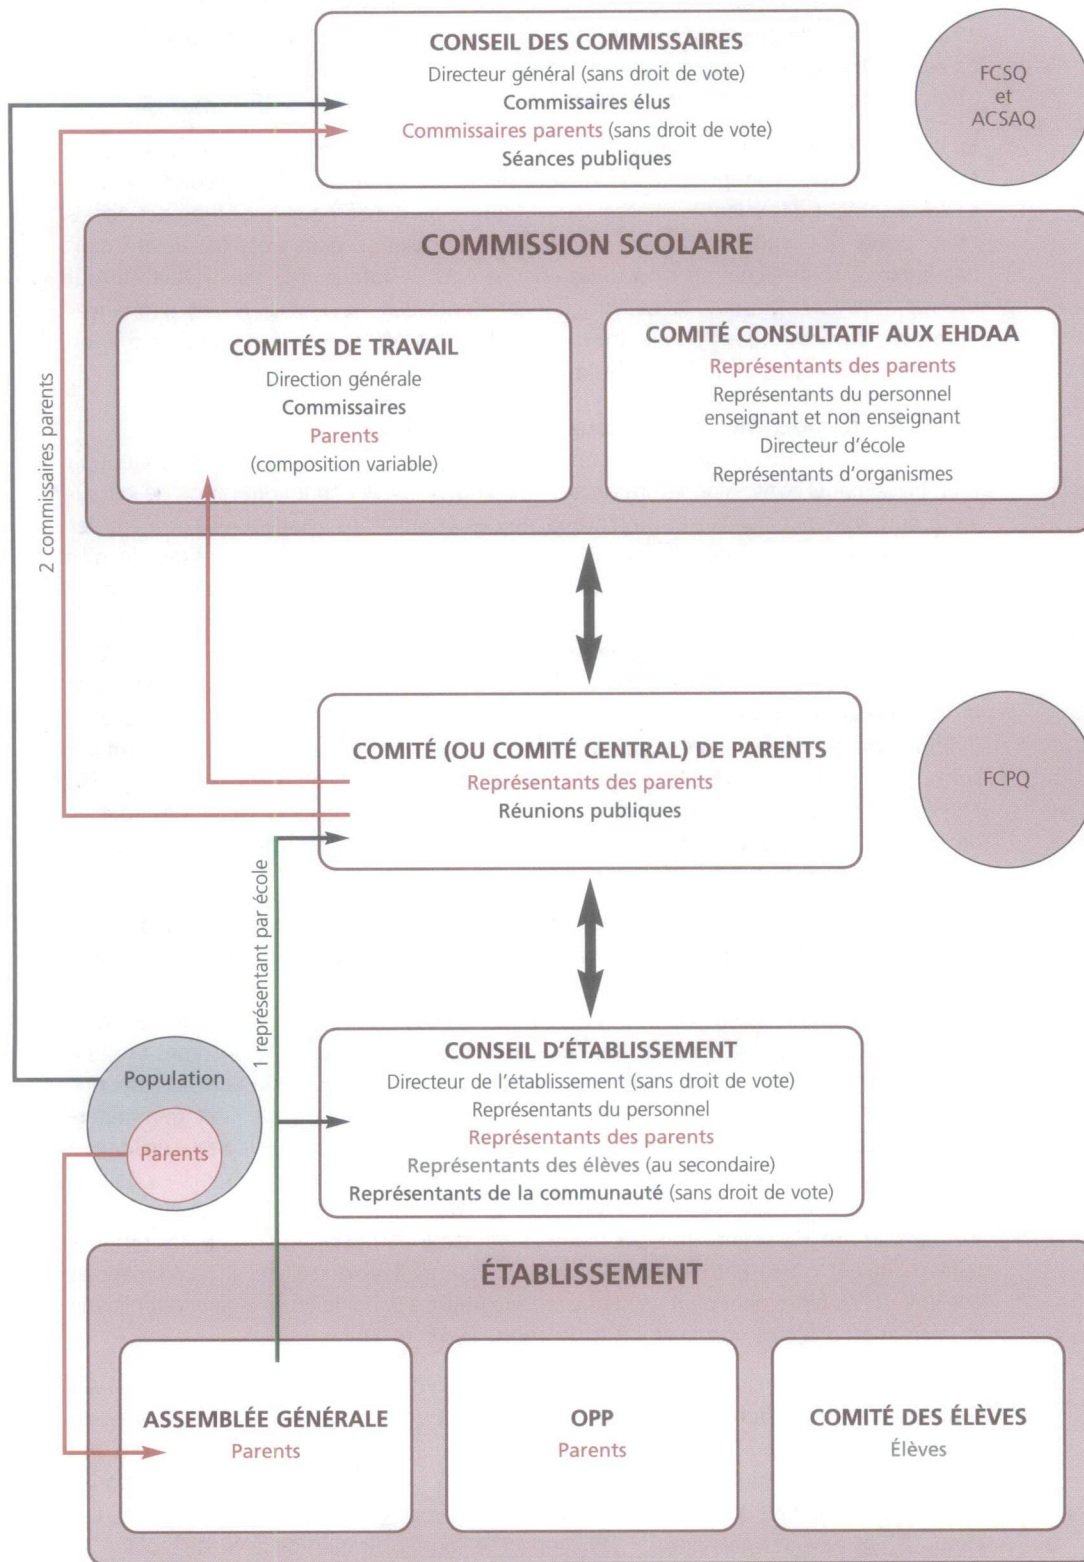 CONSEIL DES COMMISSAIRES
Directeur général (sans droit de vote)
Commissaires élus
Commissaires parents (sans droit de vote)
Séances publiques
FCSQ
et
ACSAQ
COMMISSION SCOLAIRE
COMITÉS DE TRAVAIL
Direction générale
Commissaires
Parents
(composition variable)
COMITÉ CONSULTATIF AUX EHDAA
Représentants des parents
Représentants du personnel
enseignant et non enseignant
Directeur d'école
Représentants d'organismes
2 commissaires parents
COMITÉ (OU COMITÉ CENTRAL) DE PARENTS
Représentants des parents
Réunions publiques
FCPQ
1 représentant par école
Population
Parents
CONSEIL D'ÉTABLISSEMENT
Directeur de l'établissement (sans droit de vote)
Représentants du personnel
Représentants des parents
Représentants des élèves (au secondaire)
Représentants de la communauté (sans droit de vote)
ÉTABLISSEMENT
ASSEMBLÉE GÉNÉRALE
Parents
OPP
Parents
COMITÉ DES ÉLÈVES
Élèves